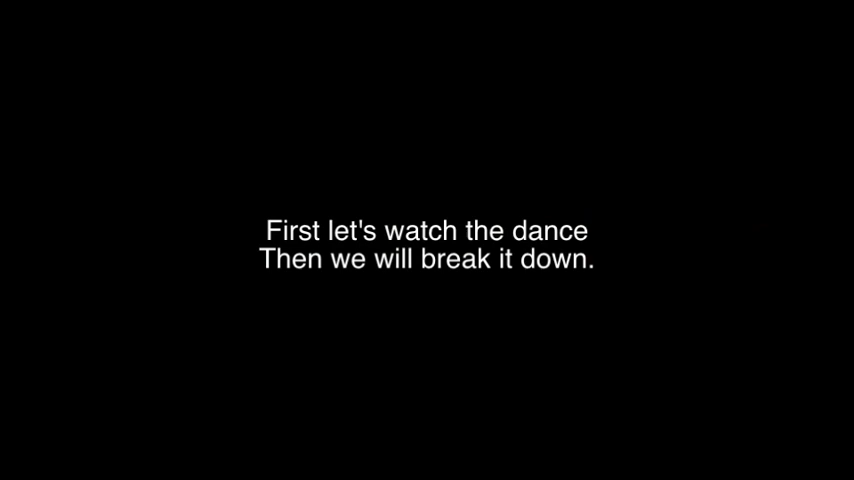 First let's watch the dance
Then we will break it down.